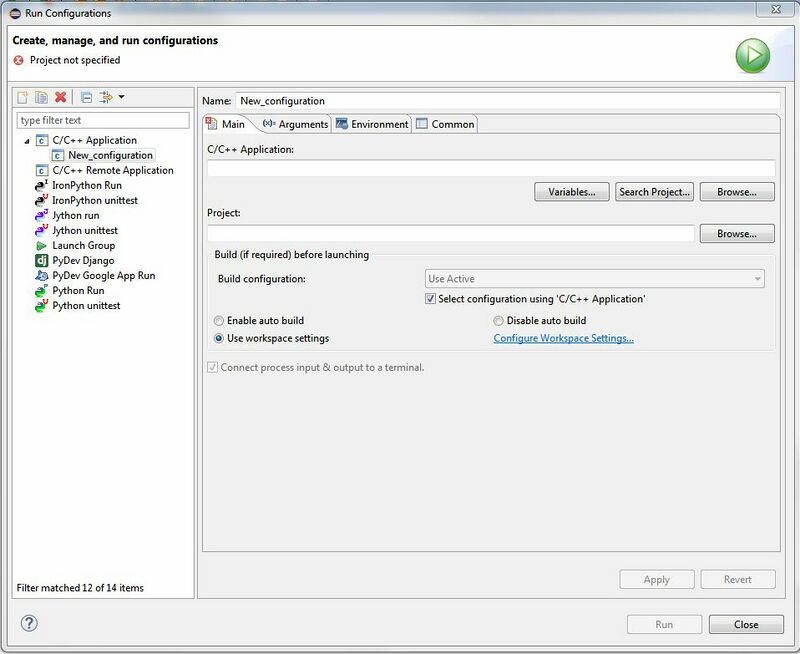 Run Configurations
Create, manage, and run configurations
Project not specified
type filter text
C/C++ Application
New_configuration
C/C++ Remote Application
IronPython Run
IronPython unittest
Jython run
Jython unittest
Launch Group
PyDev Django
PyDev Google App Run
Python Run
Python unittest
Filter matched 12 of 14 items
Name: New_configuration
Main Arguments Environment Common
C/C++ Application:
Variables... Search Project... Browse...
Project:
Browse...
Build (if required) before launching
Build configuration: Use Active
Select configuration using 'C/C++ Application'
Enable auto build Disable auto build
Use workspace settings Configure Workspace Settings...
Connect process input & output to a terminal.
Apply Revert
Run Close